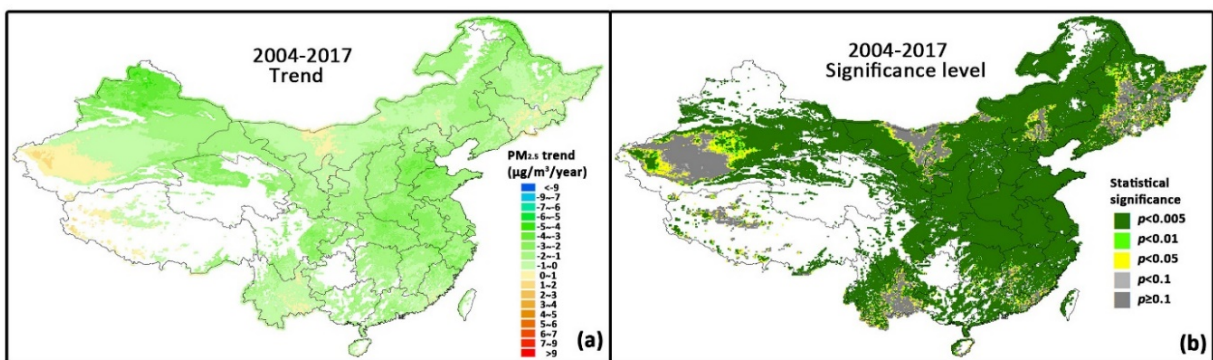 2004-2017
Trend
PM2.5 trend
(μg/m³/year)
<-9
-9~-7
-7~-6
-6~-5
-5~-4
-4~-3
-3~-2
-2~-1
-1~0
0~1
1~2
2~3
3~4
4~5
5~6
6~7
7~9
>9
(a)
2004-2017
Significance level
Statistical
significance
p<0.005
p<0.01
p<0.05
p<0.1
p≥0.1
(b)